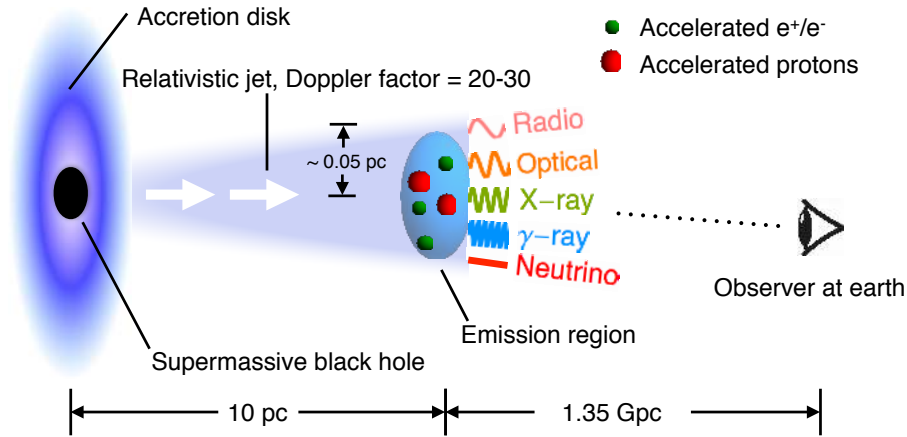 Accretion disk
Accelerated e⁺/e⁻
Accelerated protons
Relativistic jet, Doppler factor = 20-30
~ 0.05 pc
Radio
Optical
X−ray
γ−ray
Neutrino
Observer at earth
Emission region
Supermassive black hole
10 pc
1.35 Gpc